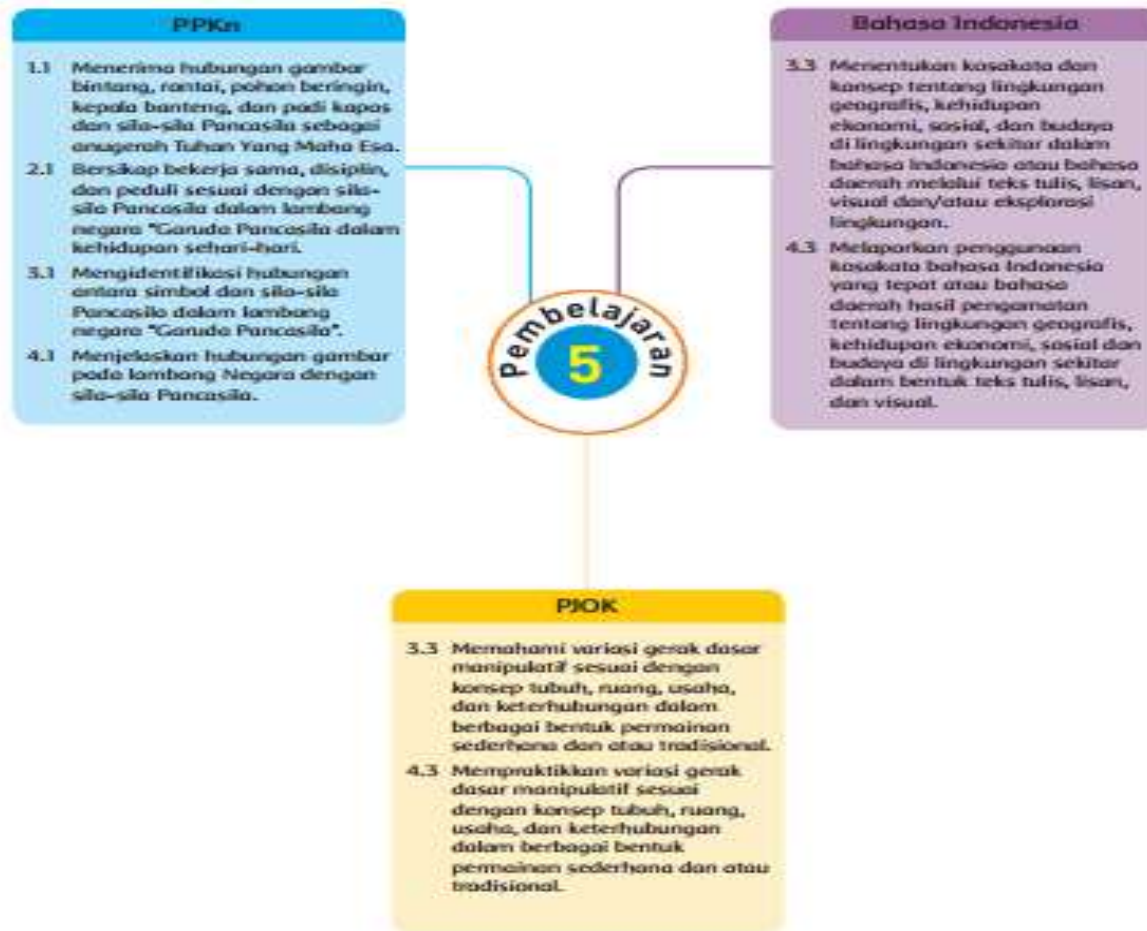 PPKn
1.1 Menerima hubungan gambar
bintang, rantai, pohon beringin,
kepala banteng, dan padi kapas
dan sila-sila Pancasila sebagai
anugerah Tuhan Yang Maha Esa.
2.1 Bersikap bekerja sama, disiplin,
dan peduli sesuai dengan sila-
sila Pancasila dalam lambang
negara "Garuda Pancasila dalam
kehidupan sehari-hari.
3.1 Mengidentifikasi hubungan
antara simbol dan sila-sila
Pancasila dalam lambang
negara "Garuda Pancasila".
4.1 Menjelaskan hubungan gambar
pada lambang Negara dengan
sila-sila Pancasila.
Bahasa Indonesia
3.3 Menentukan kosakata dan
konsep tentang lingkungan
geografis, kehidupan
ekonomi, sosial, dan budaya
di lingkungan sekitar dalam
bahasa Indonesia atau bahasa
daerah melalui teks tulis, lisan,
visual dan/atau eksplorasi
lingkungan.
4.3 Melaporkan penggunaan
kosakata bahasa Indonesia
yang tepat atau bahasa
daerah hasil pengamatan
tentang lingkungan geografis,
kehidupan ekonomi, sosial dan
budaya di lingkungan sekitar
dalam bentuk teks tulis, lisan,
dan visual.
Pembelajaran
5
PJOK
3.3 Memahami variasi gerak dasar
manipulatif sesuai dengan
konsep tubuh, ruang, usaha,
dan keterhubungan dalam
berbagai bentuk permainan
sederhana dan atau tradisional.
4.3 Mempraktikkan variasi gerak
dasar manipulatif sesuai
dengan konsep tubuh, ruang,
usaha, dan keterhubungan
dalam berbagai bentuk
permainan sederhana dan atau
tradisional.